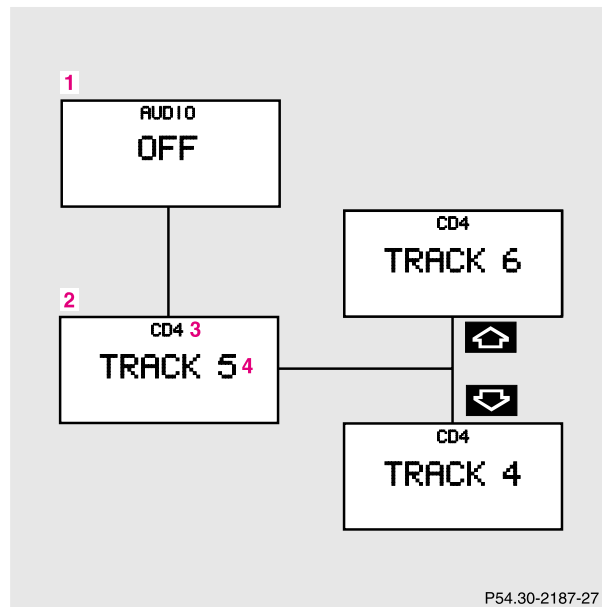 1
AUDIO
OFF
CD4
TRACK 6
2
CD4 3
TRACK 5 4
CD4
TRACK 4
P54.30-2187-27